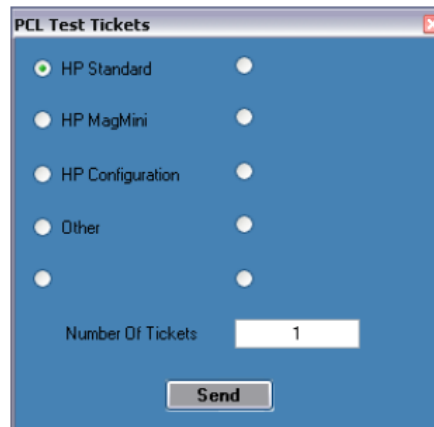 PCL Test Tickets
HP Standard
HP MagMini
HP Configuration
Other
Number Of Tickets 1
Send